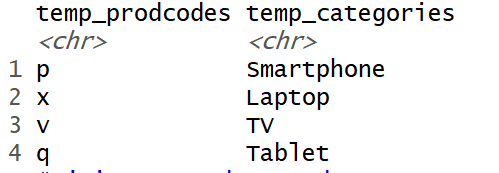 temp_prodcodes temp_categories
<chr> <chr>
1 p Smartphone
2 x Laptop
3 v TV
4 q Tablet